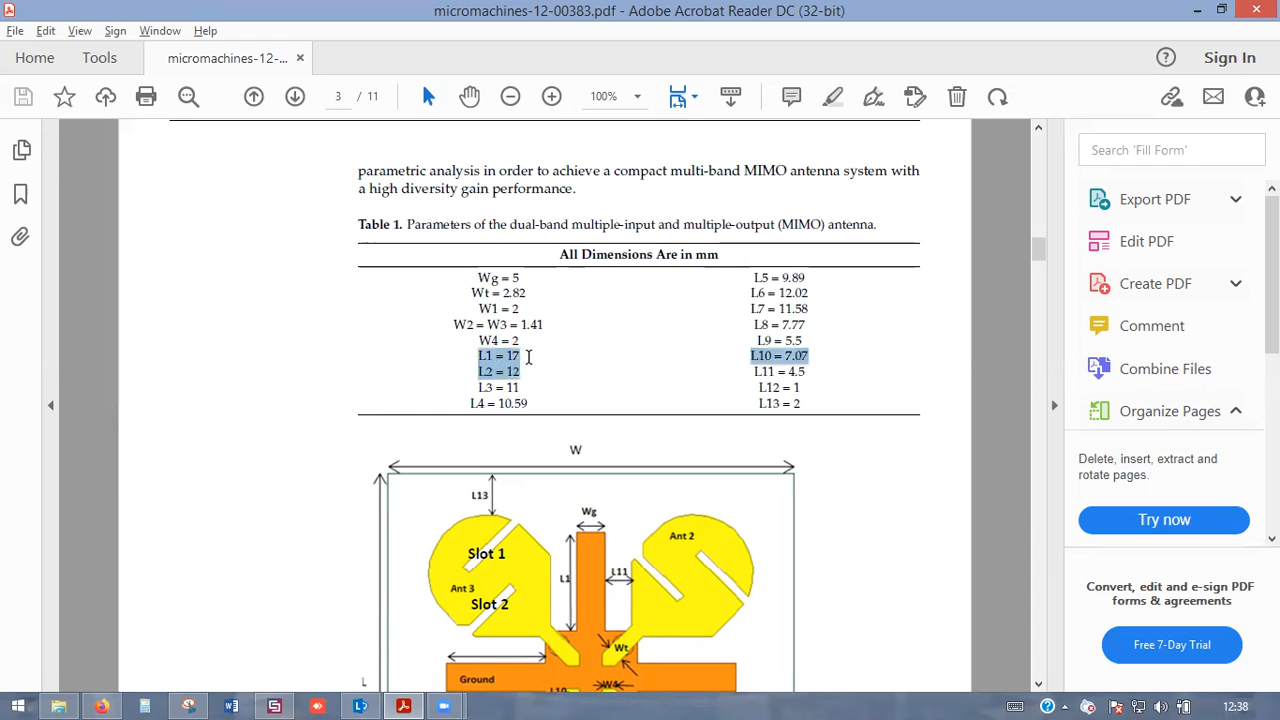 micromachines-12-00383.pdf - Adobe Acrobat Reader DC (32-bit)
File Edit View Sign Window Help
Home Tools micromachines-12-... × Sign In
3 / 11 100%
parametric analysis in order to achieve a compact multi-band MIMO antenna system with
a high diversity gain performance.
Table 1. Parameters of the dual-band multiple-input and multiple-output (MIMO) antenna.
All Dimensions Are in mm
Wg = 5 L5 = 9.89
Wt = 2.82 L6 = 12.02
W1 = 2 L7 = 11.58
W2 = W3 = 1.41 L8 = 7.77
W4 = 2 L9 = 5.5
L1 = 17 L10 = 7.07
L2 = 12 L11 = 4.5
L3 = 11 L12 = 1
L4 = 10.59 L13 = 2
W
L13
Wg
Slot 1
Ant 2
L1
L11
Ant 3
Slot 2
Wt
Ground
W4
L10
L
Search 'Fill Form'
Export PDF
Edit PDF
Create PDF
Comment
Combine Files
Organize Pages
Delete, insert, extract and
rotate pages.
Try now
Convert, edit and e-sign PDF
forms & agreements
Free 7-Day Trial
12:38